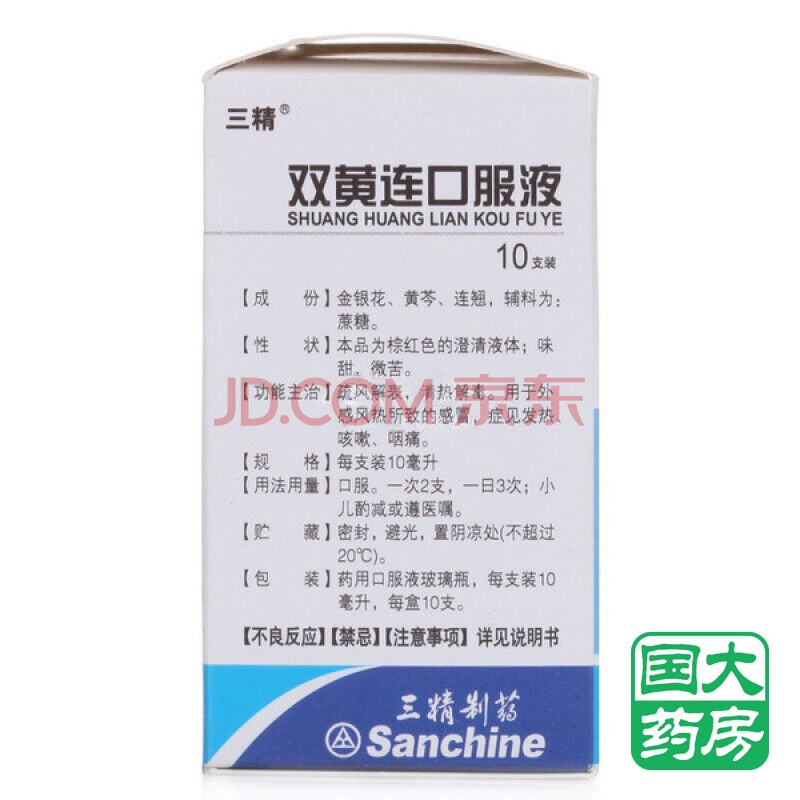 三精®
双黄连口服液
SHUANG HUANG LIAN KOU FU YE
10支装
【成 份】金银花、黄芩、连翘,辅料为:
蔗糖。
【性 状】本品为棕红色的澄清液体;味
甜、微苦。
【功能主治】疏风解表,清热解毒。用于外
感风热所致的感冒,症见发热、
咳嗽、咽痛。
JD.COM 京东
【规 格】每支装10毫升
【用法用量】口服。一次2支,一日3次;小
儿酌减或遵医嘱。
【贮 藏】密封,避光,置阴凉处(不超过
20℃)。
【包 装】药用口服液玻璃瓶,每支装10
毫升,每盒10支。
【不良反应】【禁忌】【注意事项】详见说明书
三精制药
Sanchine
国大
药房